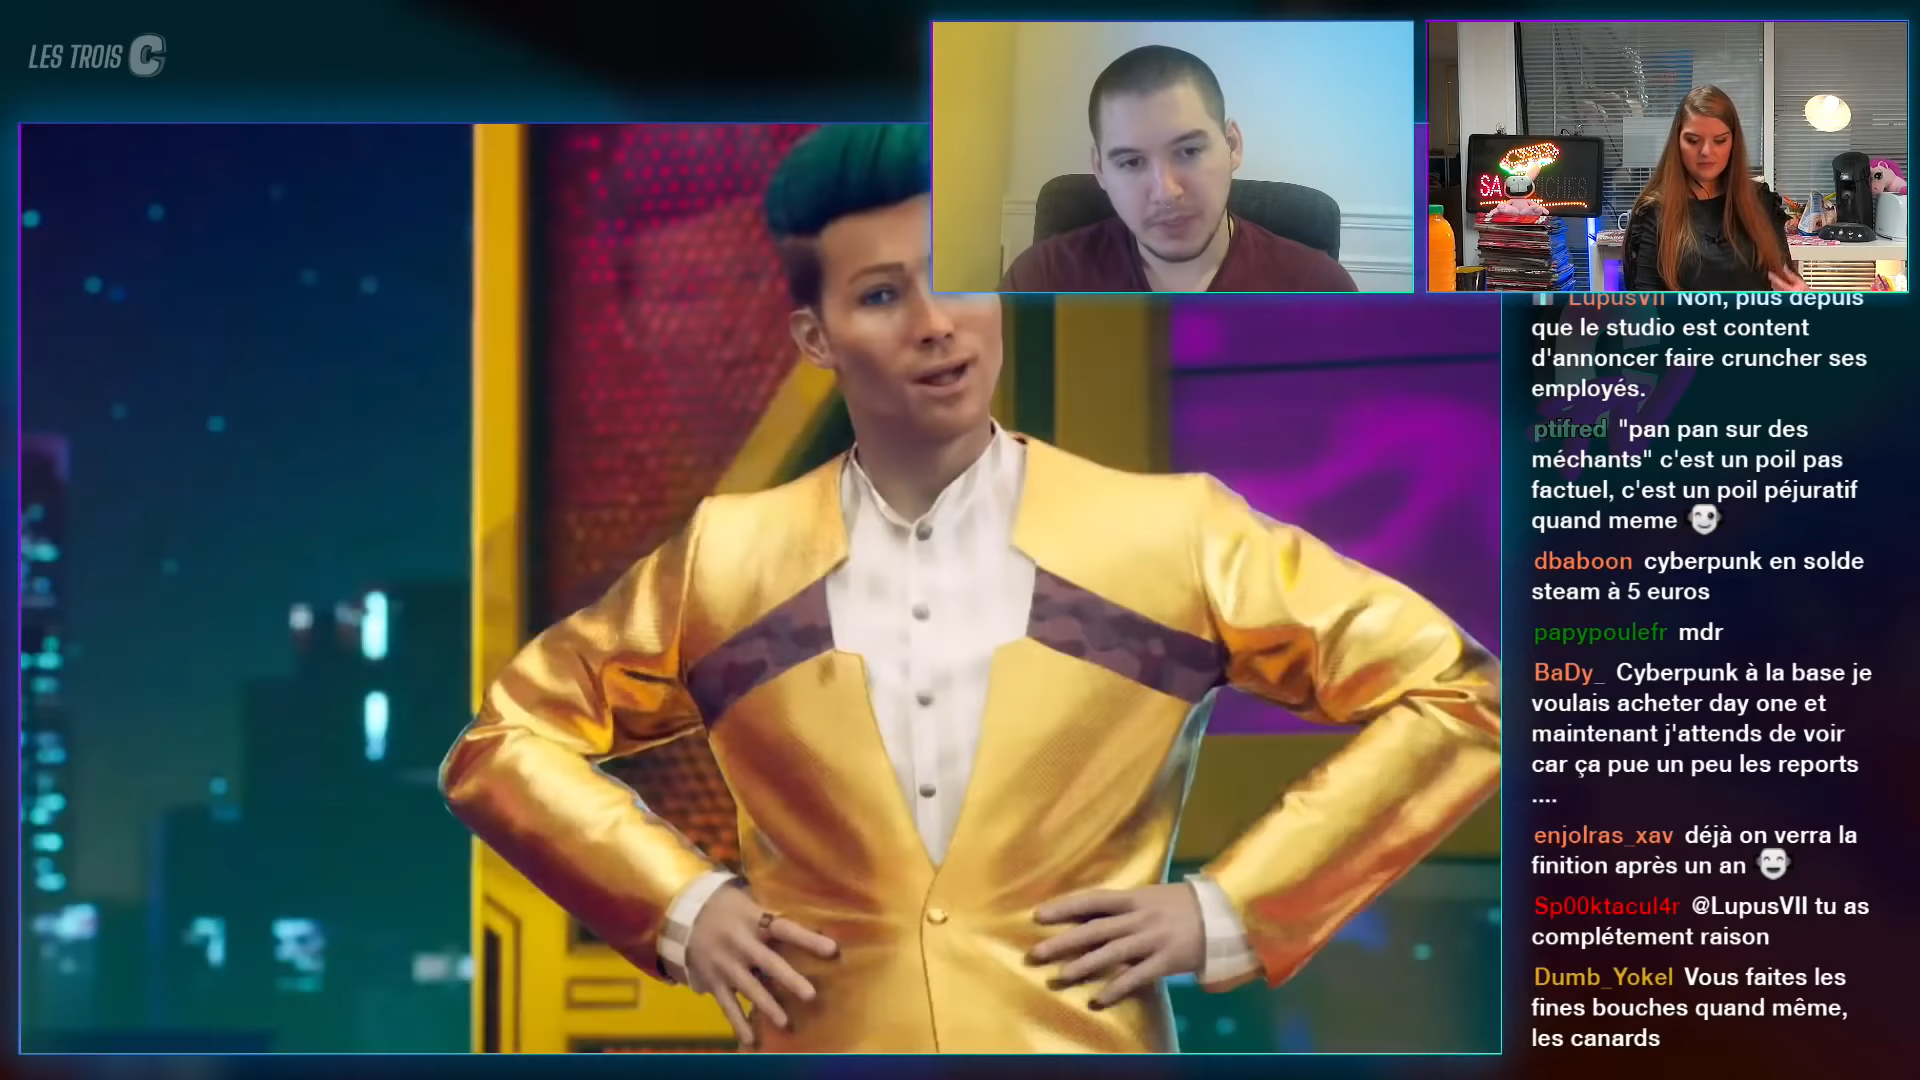 LES TROIS C
SA
ICHES
LupusVII Non, plus depuis
que le studio est content
d'annoncer faire cruncher ses
employés.
ptifred "pan pan sur des
méchants" c'est un poil pas
factuel, c'est un poil péjuratif
quand meme
dbaboon cyberpunk en solde
steam à 5 euros
papypoulefr mdr
BaDy_ Cyberpunk à la base je
voulais acheter day one et
maintenant j'attends de voir
car ça pue un peu les reports
....
enjolras_xav déjà on verra la
finition après un an
Sp00ktacul4r @LupusVII tu as
complétement raison
Dumb_Yokel Vous faites les
fines bouches quand même,
les canards